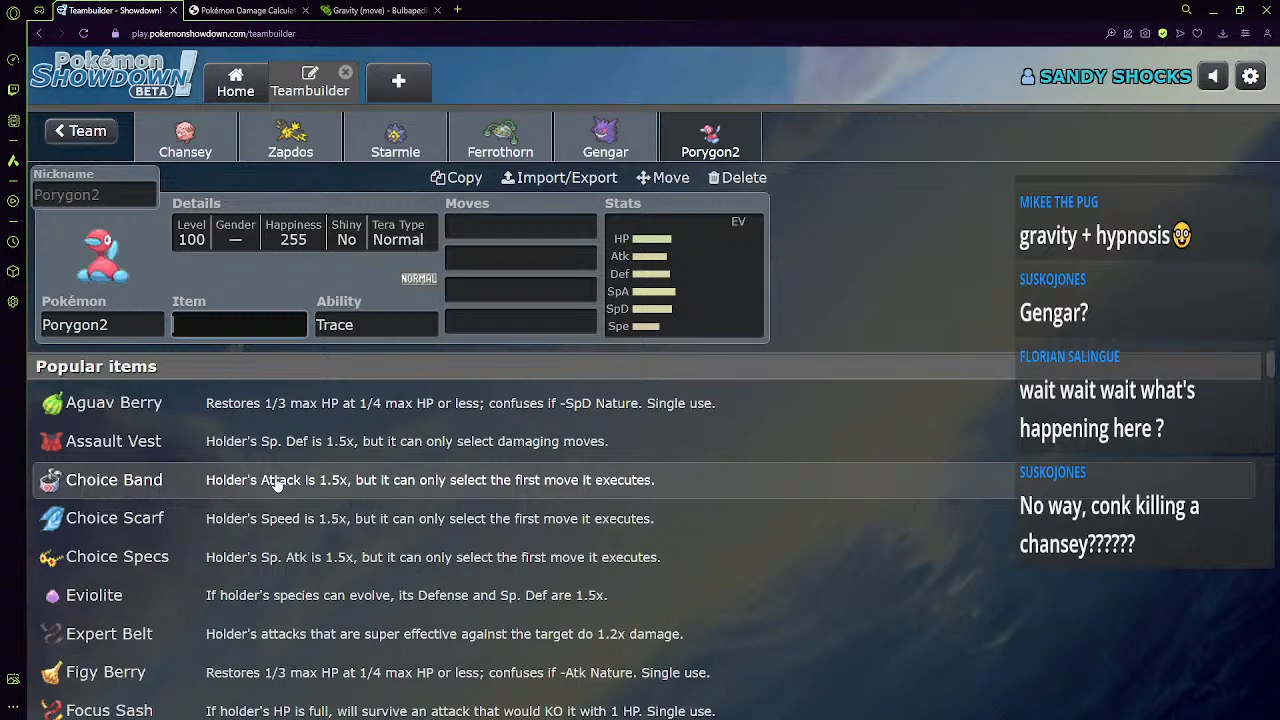 Teambuilder - Showdown!
Pokémon Damage Calculat
Gravity (move) - Bulbaped
play.pokemonshowdown.com/teambuilder
Pokémon
SHOWDOWN!
BETA
Home
Teambuilder
SANDY SHOCKS
Team
Chansey
Zapdos
Starmie
Ferrothorn
Gengar
Porygon2
Copy
Import/Export
Move
Delete
Nickname
Porygon2
Details
Level Gender Happiness Shiny Tera Type
100 — 255 No Normal
NORMAL
Moves
Stats
EV
HP
Atk
Def
SpA
SpD
Spe
Pokémon
Porygon2
Item
Ability
Trace
Popular items
Aguav Berry Restores 1/3 max HP at 1/4 max HP or less; confuses if -SpD Nature. Single use.
Assault Vest Holder's Sp. Def is 1.5x, but it can only select damaging moves.
Choice Band Holder's Attack is 1.5x, but it can only select the first move it executes.
Choice Scarf Holder's Speed is 1.5x, but it can only select the first move it executes.
Choice Specs Holder's Sp. Atk is 1.5x, but it can only select the first move it executes.
Eviolite If holder's species can evolve, its Defense and Sp. Def are 1.5x.
Expert Belt Holder's attacks that are super effective against the target do 1.2x damage.
Figy Berry Restores 1/3 max HP at 1/4 max HP or less; confuses if -Atk Nature. Single use.
Focus Sash If holder's HP is full, will survive an attack that would KO it with 1 HP. Single use.
MIKEE THE PUG
gravity + hypnosis
SUSKOJONES
Gengar?
FLORIAN SALINGUE
wait wait wait what's
happening here ?
SUSKOJONES
No way, conk killing a
chansey??????